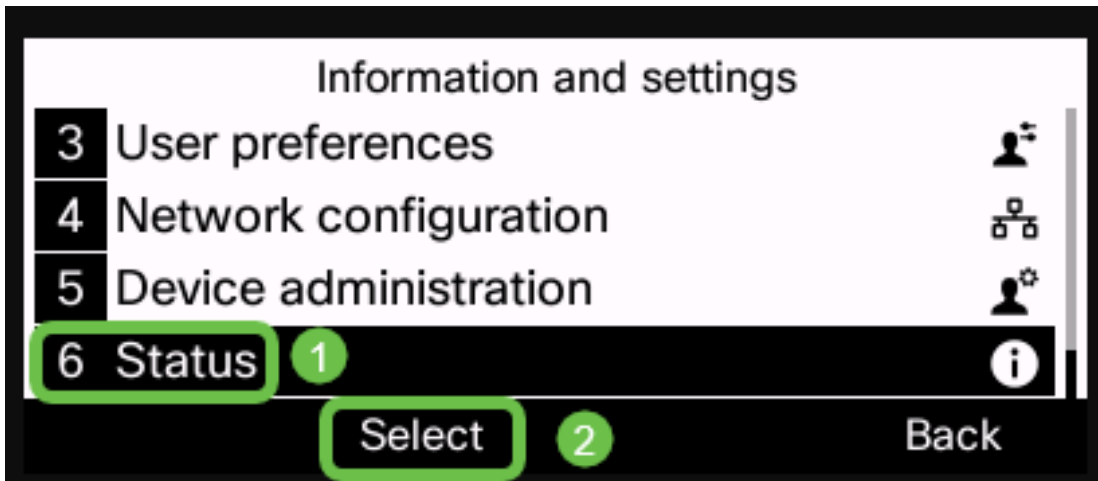 Information and settings
3 User preferences
4 Network configuration
5 Device administration
6 Status 1
Select 2 Back